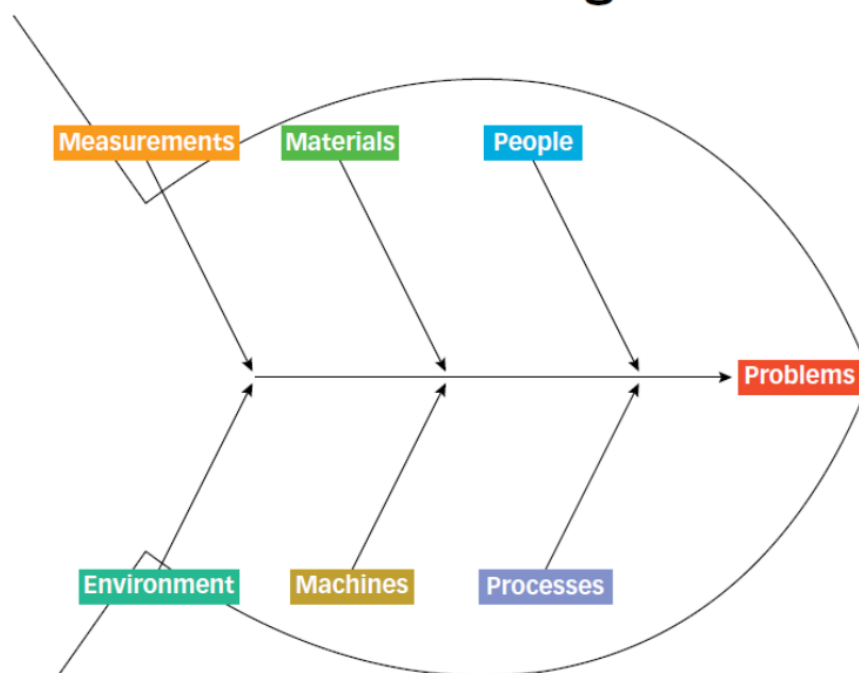 Measurements
Materials
People
Problems
Environment
Machines
Processes